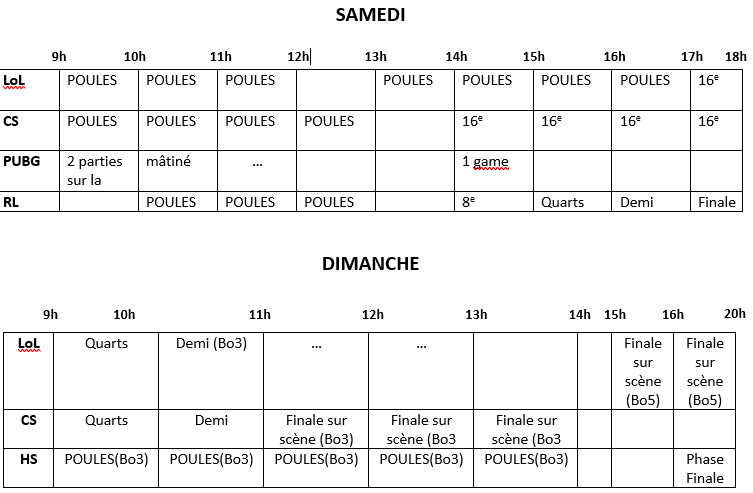 SAMEDI
9h 10h 11h 12h 13h 14h 15h 16h 17h 18h
LoL POULES POULES POULES POULES POULES POULES POULES 16e
CS POULES POULES POULES POULES 16e 16e 16e 16e
PUBG 2 parties mâtiné ... 1 game
sur la
RL POULES POULES POULES 8e Quarts Demi Finale
DIMANCHE
9h 10h 11h 12h 13h 14h 15h 16h 20h
LoL Quarts Demi (Bo3) ... ... Finale Finale
sur sur
scène scène
(Bo5) (Bo5)
CS Quarts Demi Finale sur Finale sur Finale sur
scène (Bo3) scène (Bo3 scène (Bo3
HS POULES(Bo3) POULES(Bo3) POULES(Bo3) POULES(Bo3) POULES(Bo3) Phase
Finale